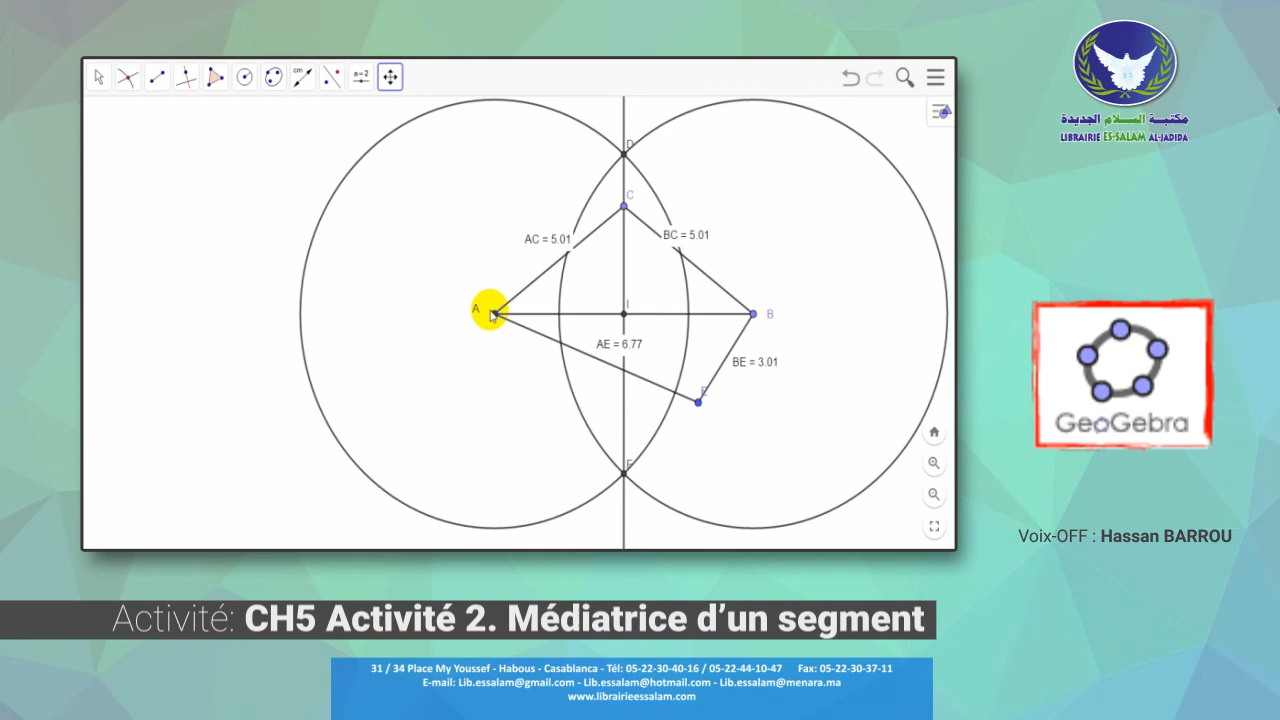 cm
a=2
D
C
AC = 5.01
BC = 5.01
A
I
B
AE = 6.77
BE = 3.01
E
F
مكتبة السلام الجديدة
LIBRAIRIE ES-SALAM AL-JADIDA
GeoGebra
Voix-OFF : Hassan BARROU
Activité: CH5 Activité 2. Médiatrice d’un segment
31 / 34 Place My Youssef - Habous - Casablanca - Tél: 05-22-30-40-16 / 05-22-44-10-47 Fax: 05-22-30-37-11
E-mail: Lib.essalam@gmail.com - Lib.essalam@hotmail.com - Lib.essalam@menara.ma
www.librairieessalam.com